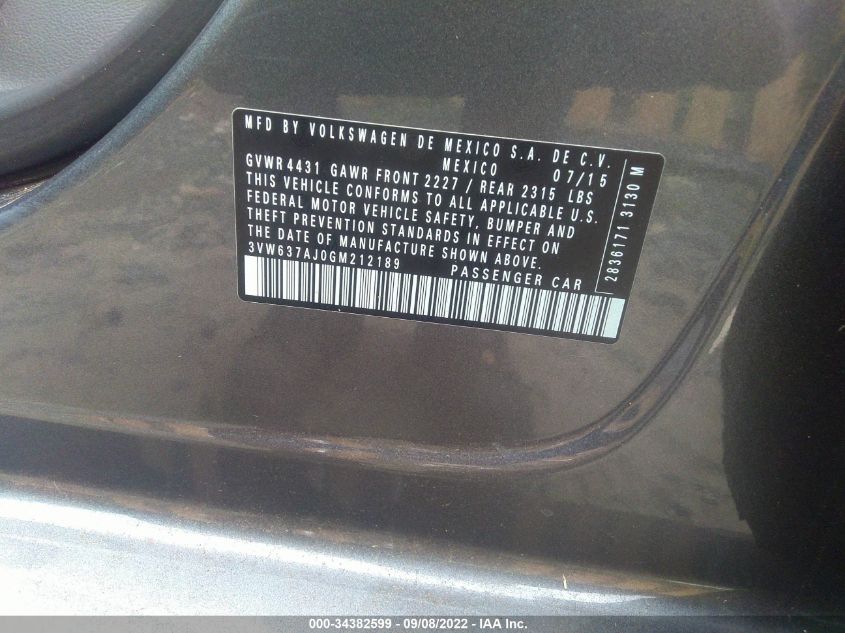 MFD BY VOLKSWAGEN DE MEXICO S.A. DE C.V.
MEXICO 07/15
GVWR 4431 GAWR FRONT 2227 / REAR 2315 LBS
THIS VEHICLE CONFORMS TO ALL APPLICABLE U.S.
FEDERAL MOTOR VEHICLE SAFETY, BUMPER AND
THEFT PREVENTION STANDARDS IN EFFECT ON
THE DATE OF MANUFACTURE SHOWN ABOVE.
3VW637AJ0GM212189 PASSENGER CAR
2836171 3130 M
000-34382599 - 09/08/2022 - IAA Inc.